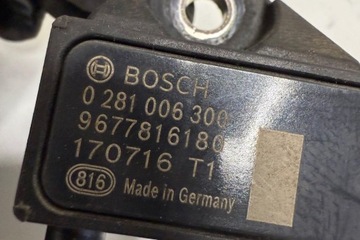 BOSCH
0 281 006 300
9677816180
170716 T1
816 Made in Germany